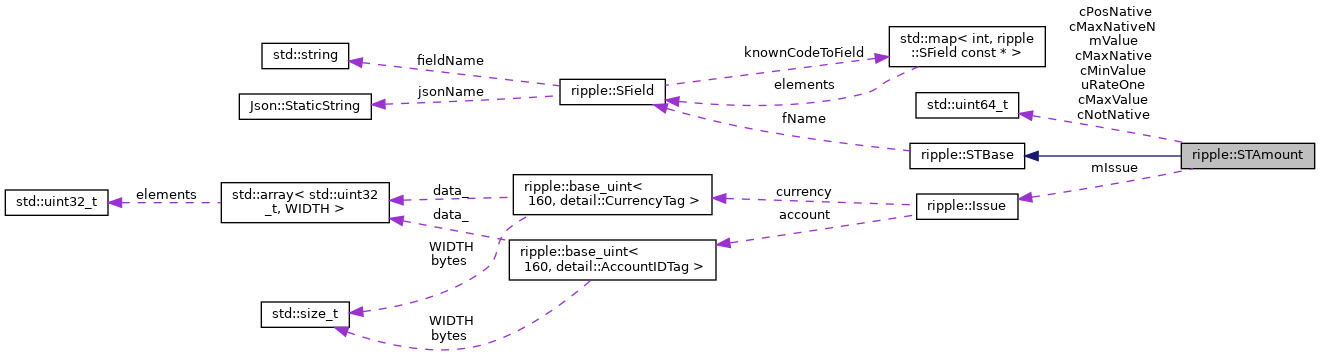 cPosNative
cMaxNativeN
mValue
cMaxNative
cMinValue
uRateOne
cMaxValue
cNotNative
std::map< int, ripple
::SField const * >
knownCodeToField
std::string
fieldName
elements
ripple::SField
jsonName
Json::StaticString
std::uint64_t
fName
ripple::STBase
ripple::STAmount
mIssue
ripple::base_uint<
160, detail::CurrencyTag >
currency
data_
std::array< std::uint32
_t, WIDTH >
elements
std::uint32_t
ripple::Issue
account
data_
ripple::base_uint<
160, detail::AccountIDTag >
WIDTH
bytes
std::size_t
WIDTH
bytes